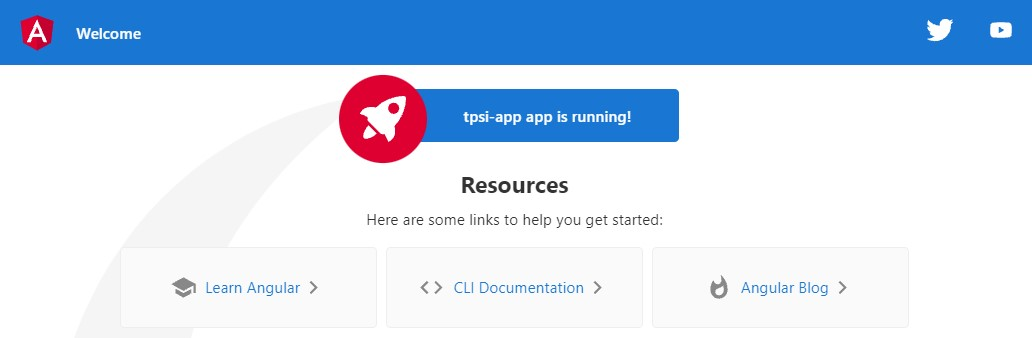 Welcome
tpsi-app app is running!
Resources
Here are some links to help you get started:
Learn Angular
CLI Documentation
Angular Blog